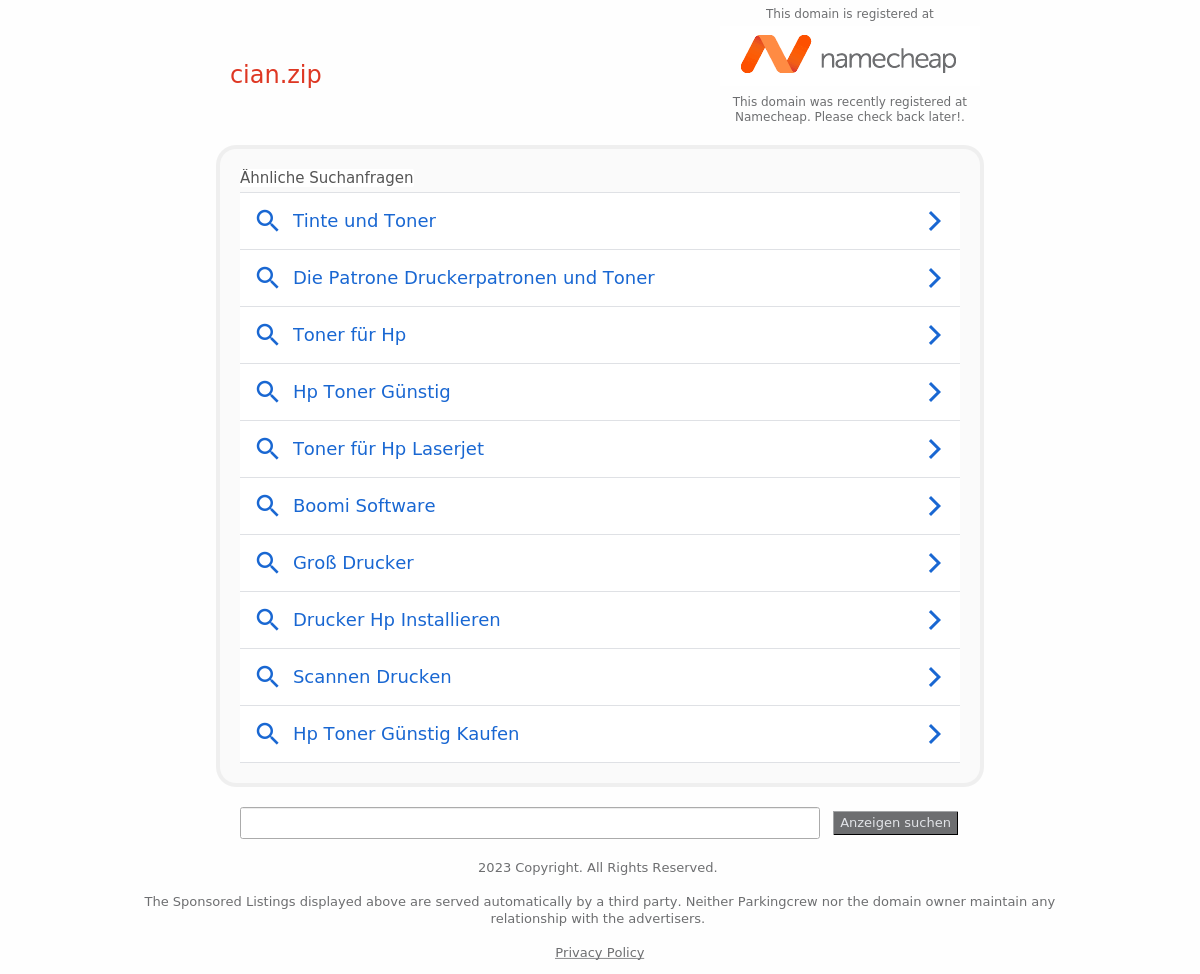 This domain is registered at
namecheap
cian.zip
This domain was recently registered at
Namecheap. Please check back later!.
Ähnliche Suchanfragen
Tinte und Toner
Die Patrone Druckerpatronen und Toner
Toner für Hp
Hp Toner Günstig
Toner für Hp Laserjet
Boomi Software
Groß Drucker
Drucker Hp Installieren
Scannen Drucken
Hp Toner Günstig Kaufen
Anzeigen suchen
2023 Copyright. All Rights Reserved.
The Sponsored Listings displayed above are served automatically by a third party. Neither Parkingcrew nor the domain owner maintain any
relationship with the advertisers.
Privacy Policy